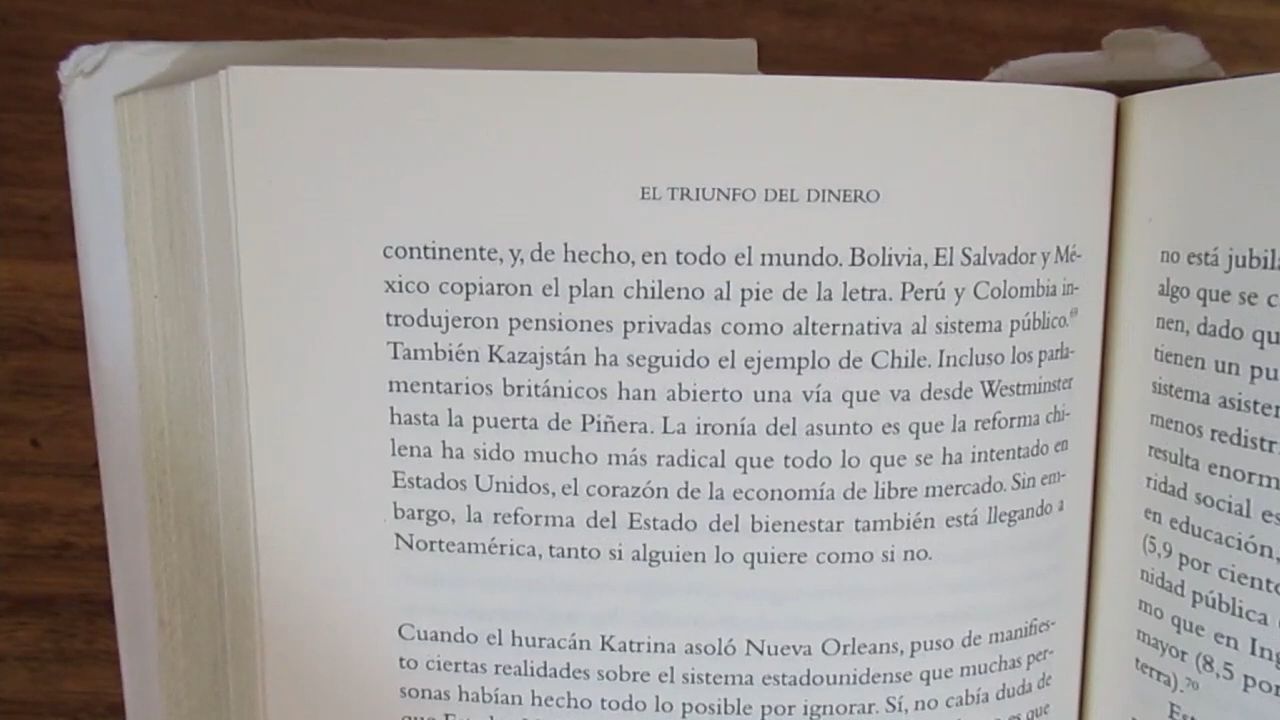 EL TRIUNFO DEL DINERO
continente, y, de hecho, en todo el mundo. Bolivia, El Salvador y Mé-
xico copiaron el plan chileno al pie de la letra. Perú y Colombia in-
trodujeron pensiones privadas como alternativa al sistema público.69
También Kazajstán ha seguido el ejemplo de Chile. Incluso los parla-
mentarios británicos han abierto una vía que va desde Westminster
hasta la puerta de Piñera. La ironía del asunto es que la reforma chi-
lena ha sido mucho más radical que todo lo que se ha intentado en
Estados Unidos, el corazón de la economía de libre mercado. Sin em-
bargo, la reforma del Estado del bienestar también está llegando a
Norteamérica, tanto si alguien lo quiere como si no.
Cuando el huracán Katrina asoló Nueva Orleans, puso de manifies-
to ciertas realidades sobre el sistema estadounidense que muchas per-
sonas habían hecho todo lo posible por ignorar. Sí, no cabía duda de
es que
no está jubil
algo que se c
nen, dado qu
tienen un pu
sistema asister
menos redistr
resulta enorm
ridad social es
en educación,
(5,9 por ciento
nidad pública
mo que en Ing
mayor (8,5 por
terra).70